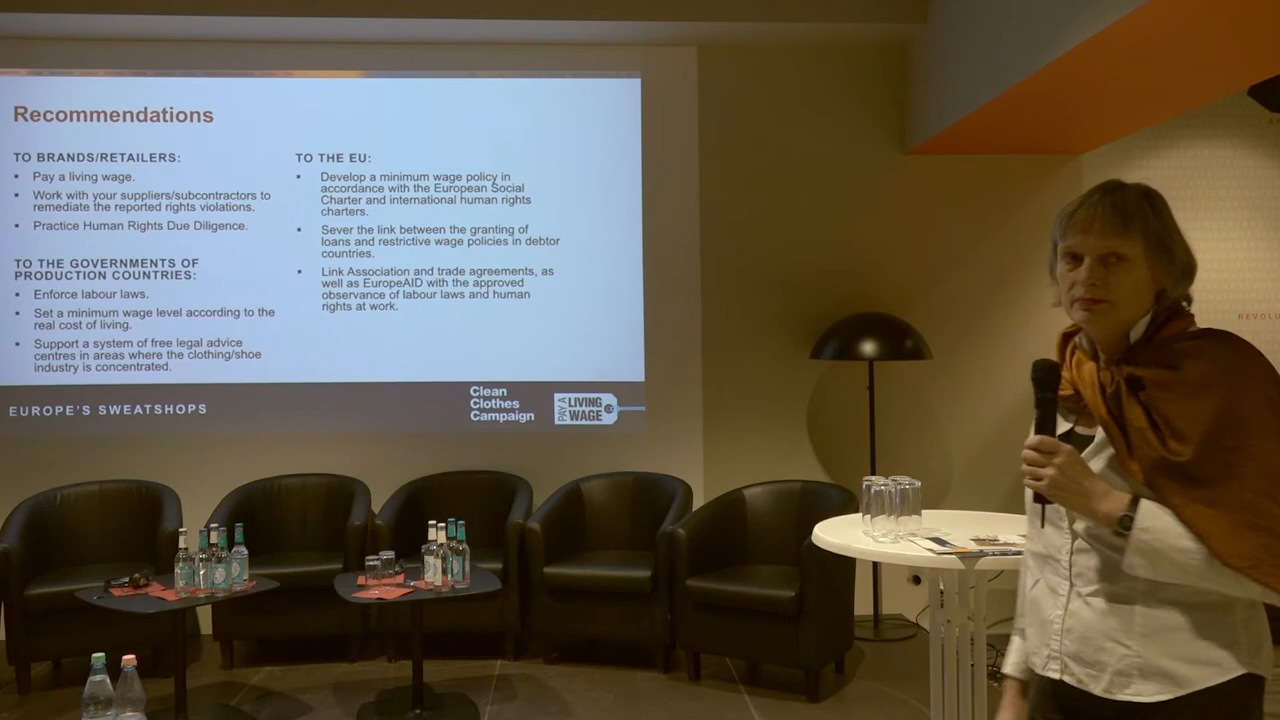 Recommendations
TO BRANDS/RETAILERS:
▪ Pay a living wage.
▪ Work with your suppliers/subcontractors to
remediate the reported rights violations.
▪ Practice Human Rights Due Diligence.
TO THE GOVERNMENTS OF
PRODUCTION COUNTRIES:
▪ Enforce labour laws.
▪ Set a minimum wage level according to the
real cost of living.
▪ Support a system of free legal advice
centres in areas where the clothing/shoe
industry is concentrated.
TO THE EU:
▪ Develop a minimum wage policy in
accordance with the European Social
Charter and international human rights
charters.
▪ Sever the link between the granting of
loans and restrictive wage policies in debtor
countries.
▪ Link Association and trade agreements, as
well as EuropeAID with the approved
observance of labour laws and human
rights at work.
EUROPE'S SWEATSHOPS
Clean
Clothes
Campaign
PAY A
LIVING
WAGE
REVOLU